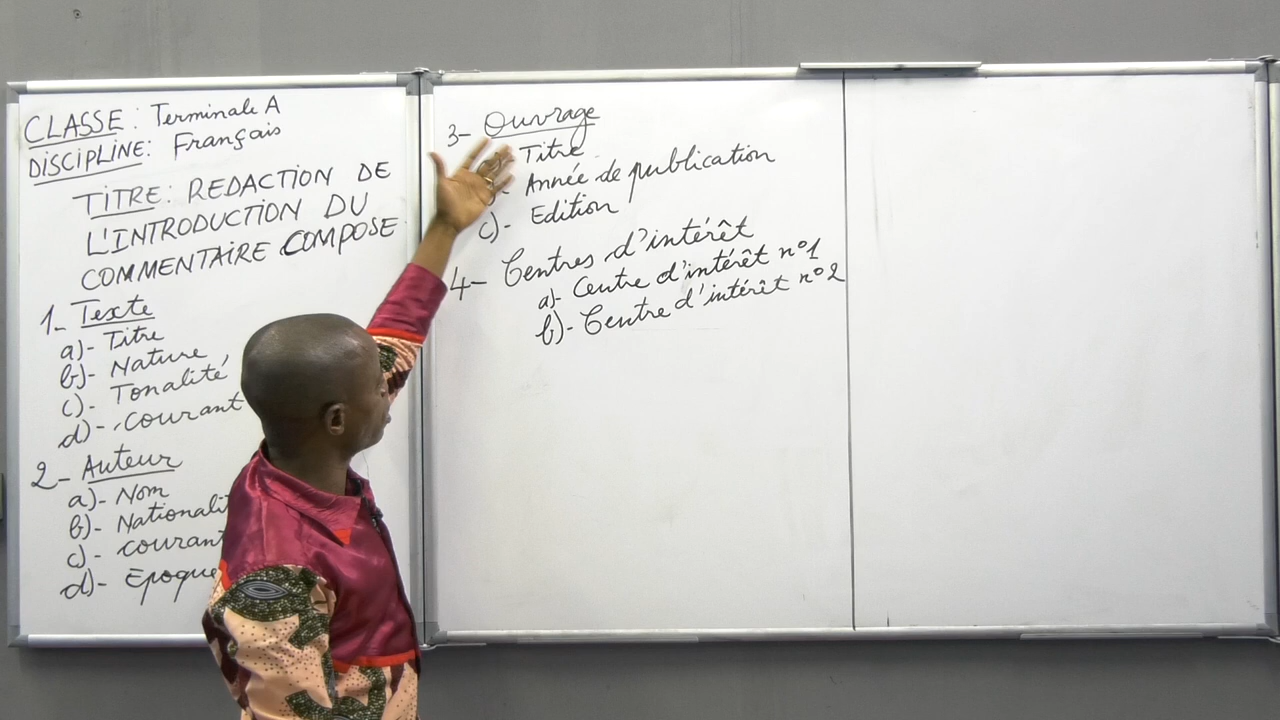 CLASSE : Terminale A
DISCIPLINE: Français
TITRE: REDACTION DE
L'INTRODUCTION DU
COMMENTAIRE COMPOSE
1- Texte
a)- Titre
b)- Nature
c)- Tonalité
d)- courant
2- Auteur
a)- Nom
b)- Nationalit
c)- courant
d)- Epoque
3- Ouvrage
Titre
Année de publication
c)- Edition
4- Centres d'intérêt
a)- Centre d'intérêt n°1
b)- Centre d'intérêt n°2